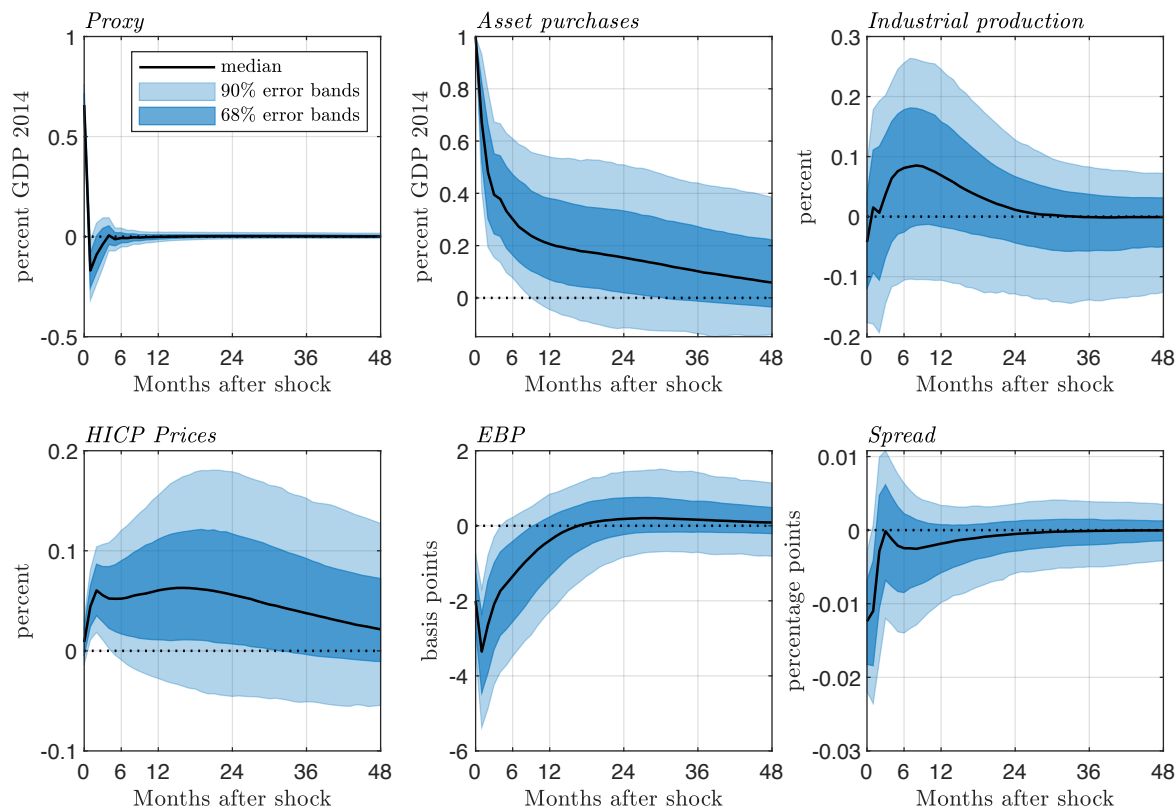 Proxy
1
0.5
0
-0.5
percent GDP 2014
median
90% error bands
68% error bands
0 6 12 24 36 48
Months after shock
Asset purchases
1
0.8
0.6
0.4
0.2
0
percent GDP 2014
0 6 12 24 36 48
Months after shock
Industrial production
0.3
0.2
0.1
0
-0.1
-0.2
percent
0 6 12 24 36 48
Months after shock
HICP Prices
0.2
0.1
0
-0.1
percent
0 6 12 24 36 48
Months after shock
EBP
2
0
-2
-4
-6
basis points
0 6 12 24 36 48
Months after shock
Spread
0.01
0
-0.01
-0.02
-0.03
percentage points
0 6 12 24 36 48
Months after shock